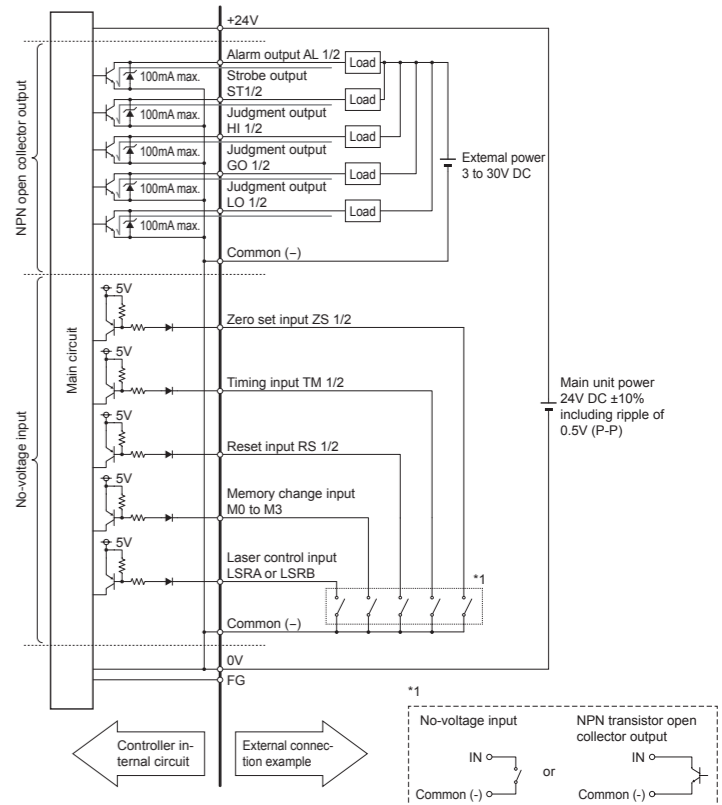 +24V
NPN open collector output
Alarm output AL 1/2
Load
100mA max.
Strobe output
ST1/2
Load
100mA max.
Judgment output
HI 1/2
Load
100mA max.
Judgment output
GO 1/2
Load
100mA max.
Judgment output
LO 1/2
Load
100mA max.
External power
3 to 30V DC
Common (−)
Main circuit
No-voltage input
5V
Zero set input ZS 1/2
5V
Timing input TM 1/2
Main unit power
24V DC ±10%
including ripple of
0.5V (P-P)
5V
Reset input RS 1/2
5V
Memory change input
M0 to M3
5V
Laser control input
LSRA or LSRB
*1
Common (−)
0V
FG
Controller in-
ternal circuit
External connec-
tion example
*1
No-voltage input
IN
Common (-)
or
NPN transistor open
collector output
IN
Common (-)